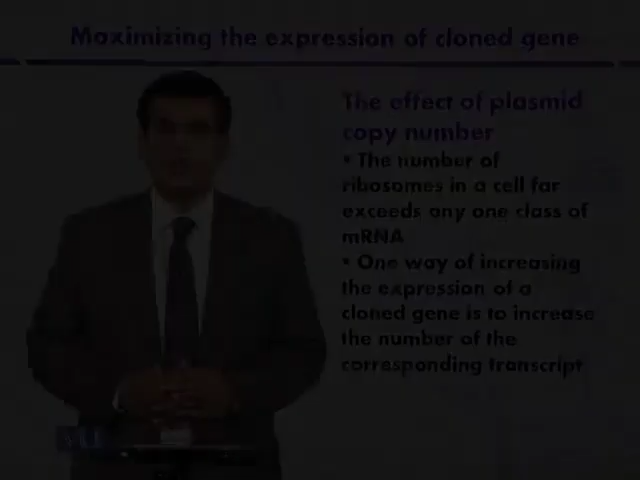 Maximizing the expression of cloned gene
The effect of plasmid
copy number
• The number of
ribosomes in a cell far
exceeds any one class of
mRNA
• One way of increasing
the expression of a
cloned gene is to increase
the number of the
corresponding transcript